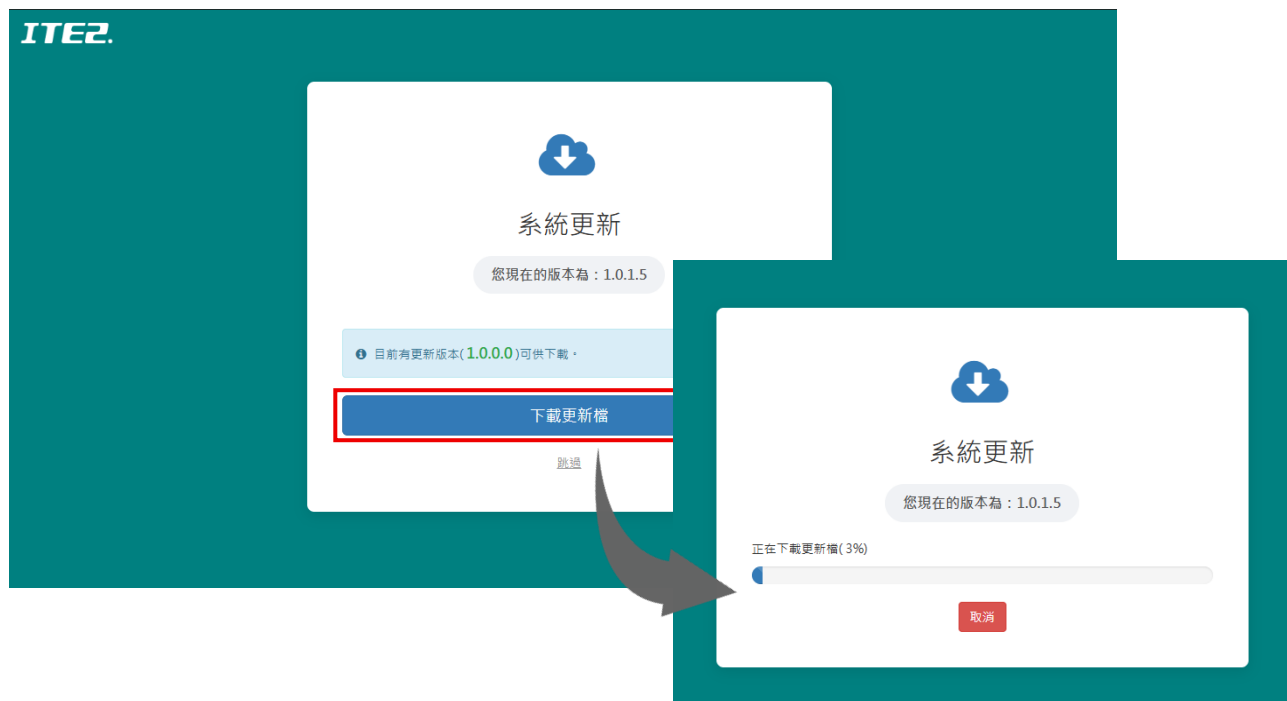 ITE2.
系統更新
您現在的版本為：1.0.1.5
目前有更新版本(1.0.0.0)可供下載。
下載更新檔
跳過
系統更新
您現在的版本為：1.0.1.5
正在下載更新檔( 3%)
取消